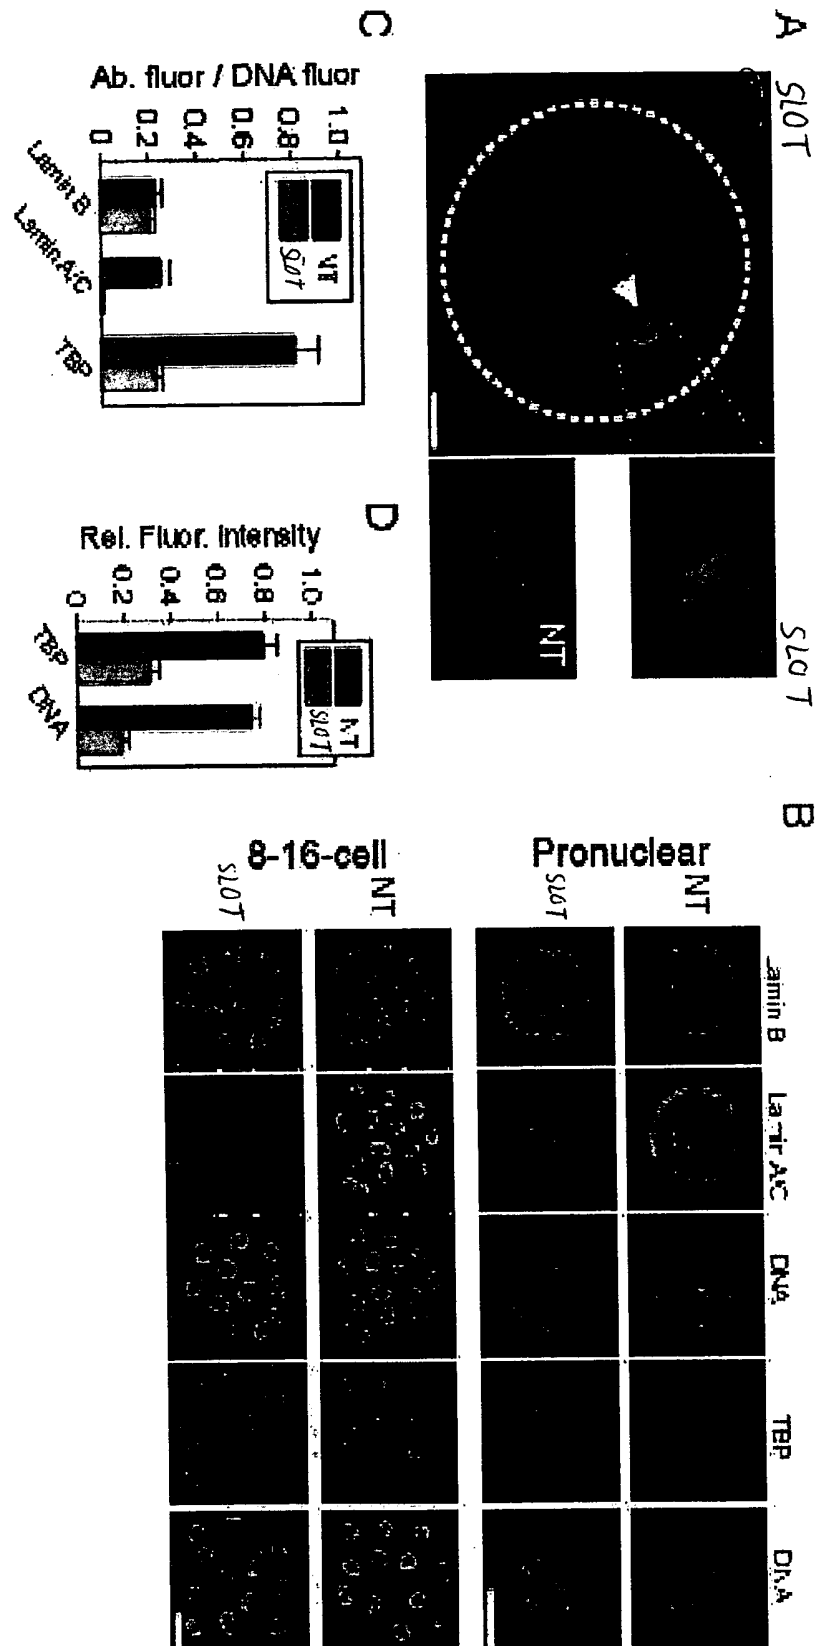 A
SLOT
SLOT
NT
B
Lamin A/C
DNA
TBP
DNA
Pronuclear
NT
SLOT
8-16-cell
NT
SLOT
C
Ab. fluor / DNA fluor
1.0
0.8
0.6
0.4
0.2
0
NT
SLOT
Lamin B
Lamin A/C
TBP
D
Rel. Fluor. Intensity
1.0
0.8
0.6
0.4
0.2
0
NT
SLOT
TBP
DNA